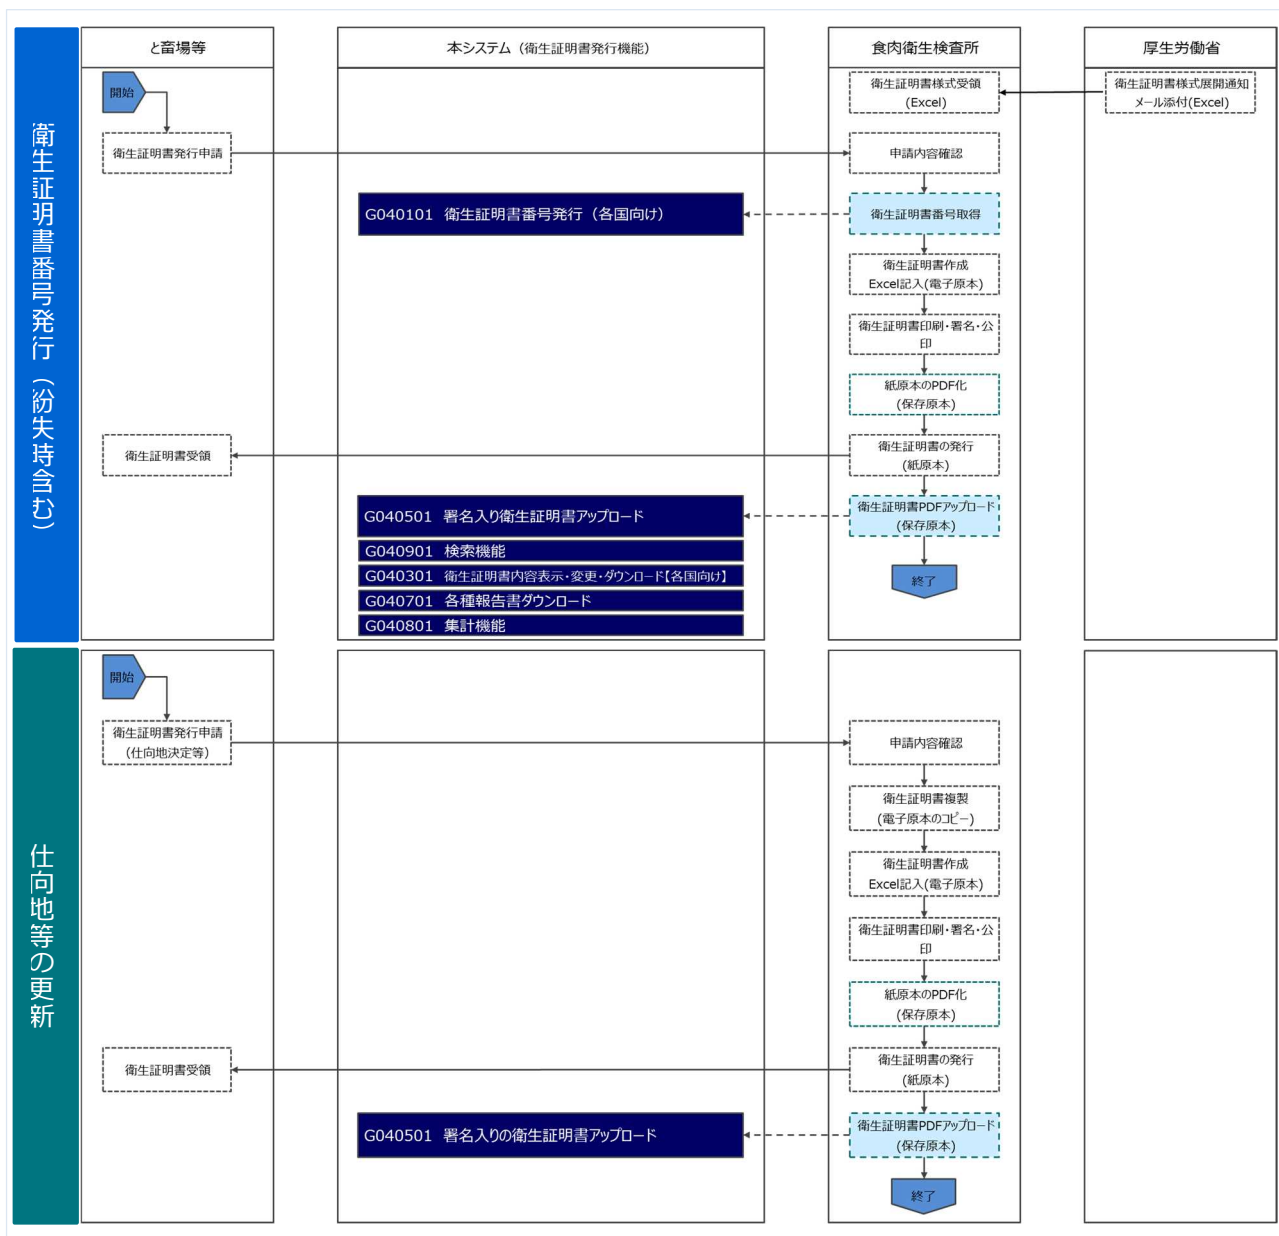 衛生証明書番号発行（紛失時含む）
と畜場等
本システム（衛生証明書発行機能）
食肉衛生検査所
厚生労働省
開始
衛生証明書様式受領
(Excel)
衛生証明書様式展開通知
メール添付(Excel)
衛生証明書発行申請
申請内容確認
G040101 衛生証明書番号発行（各国向け）
衛生証明書番号取得
衛生証明書作成
Excel記入(電子原本)
衛生証明書印刷・署名・公
印
紙原本のPDF化
(保存原本)
衛生証明書受領
衛生証明書の発行
(紙原本)
G040501 署名入り衛生証明書アップロード
衛生証明書PDFアップロード
(保存原本)
G040901 検索機能
G040301 衛生証明書内容表示・変更・ダウンロード【各国向け】
G040701 各種報告書ダウンロード
G040801 集計機能
終了
仕向地等の更新
開始
衛生証明書発行申請
(仕向地決定等)
申請内容確認
衛生証明書複製
(電子原本のコピー)
衛生証明書作成
Excel記入(電子原本)
衛生証明書印刷・署名・公
印
紙原本のPDF化
(保存原本)
衛生証明書受領
衛生証明書の発行
(紙原本)
G040501 署名入りの衛生証明書アップロード
衛生証明書PDFアップロード
(保存原本)
終了